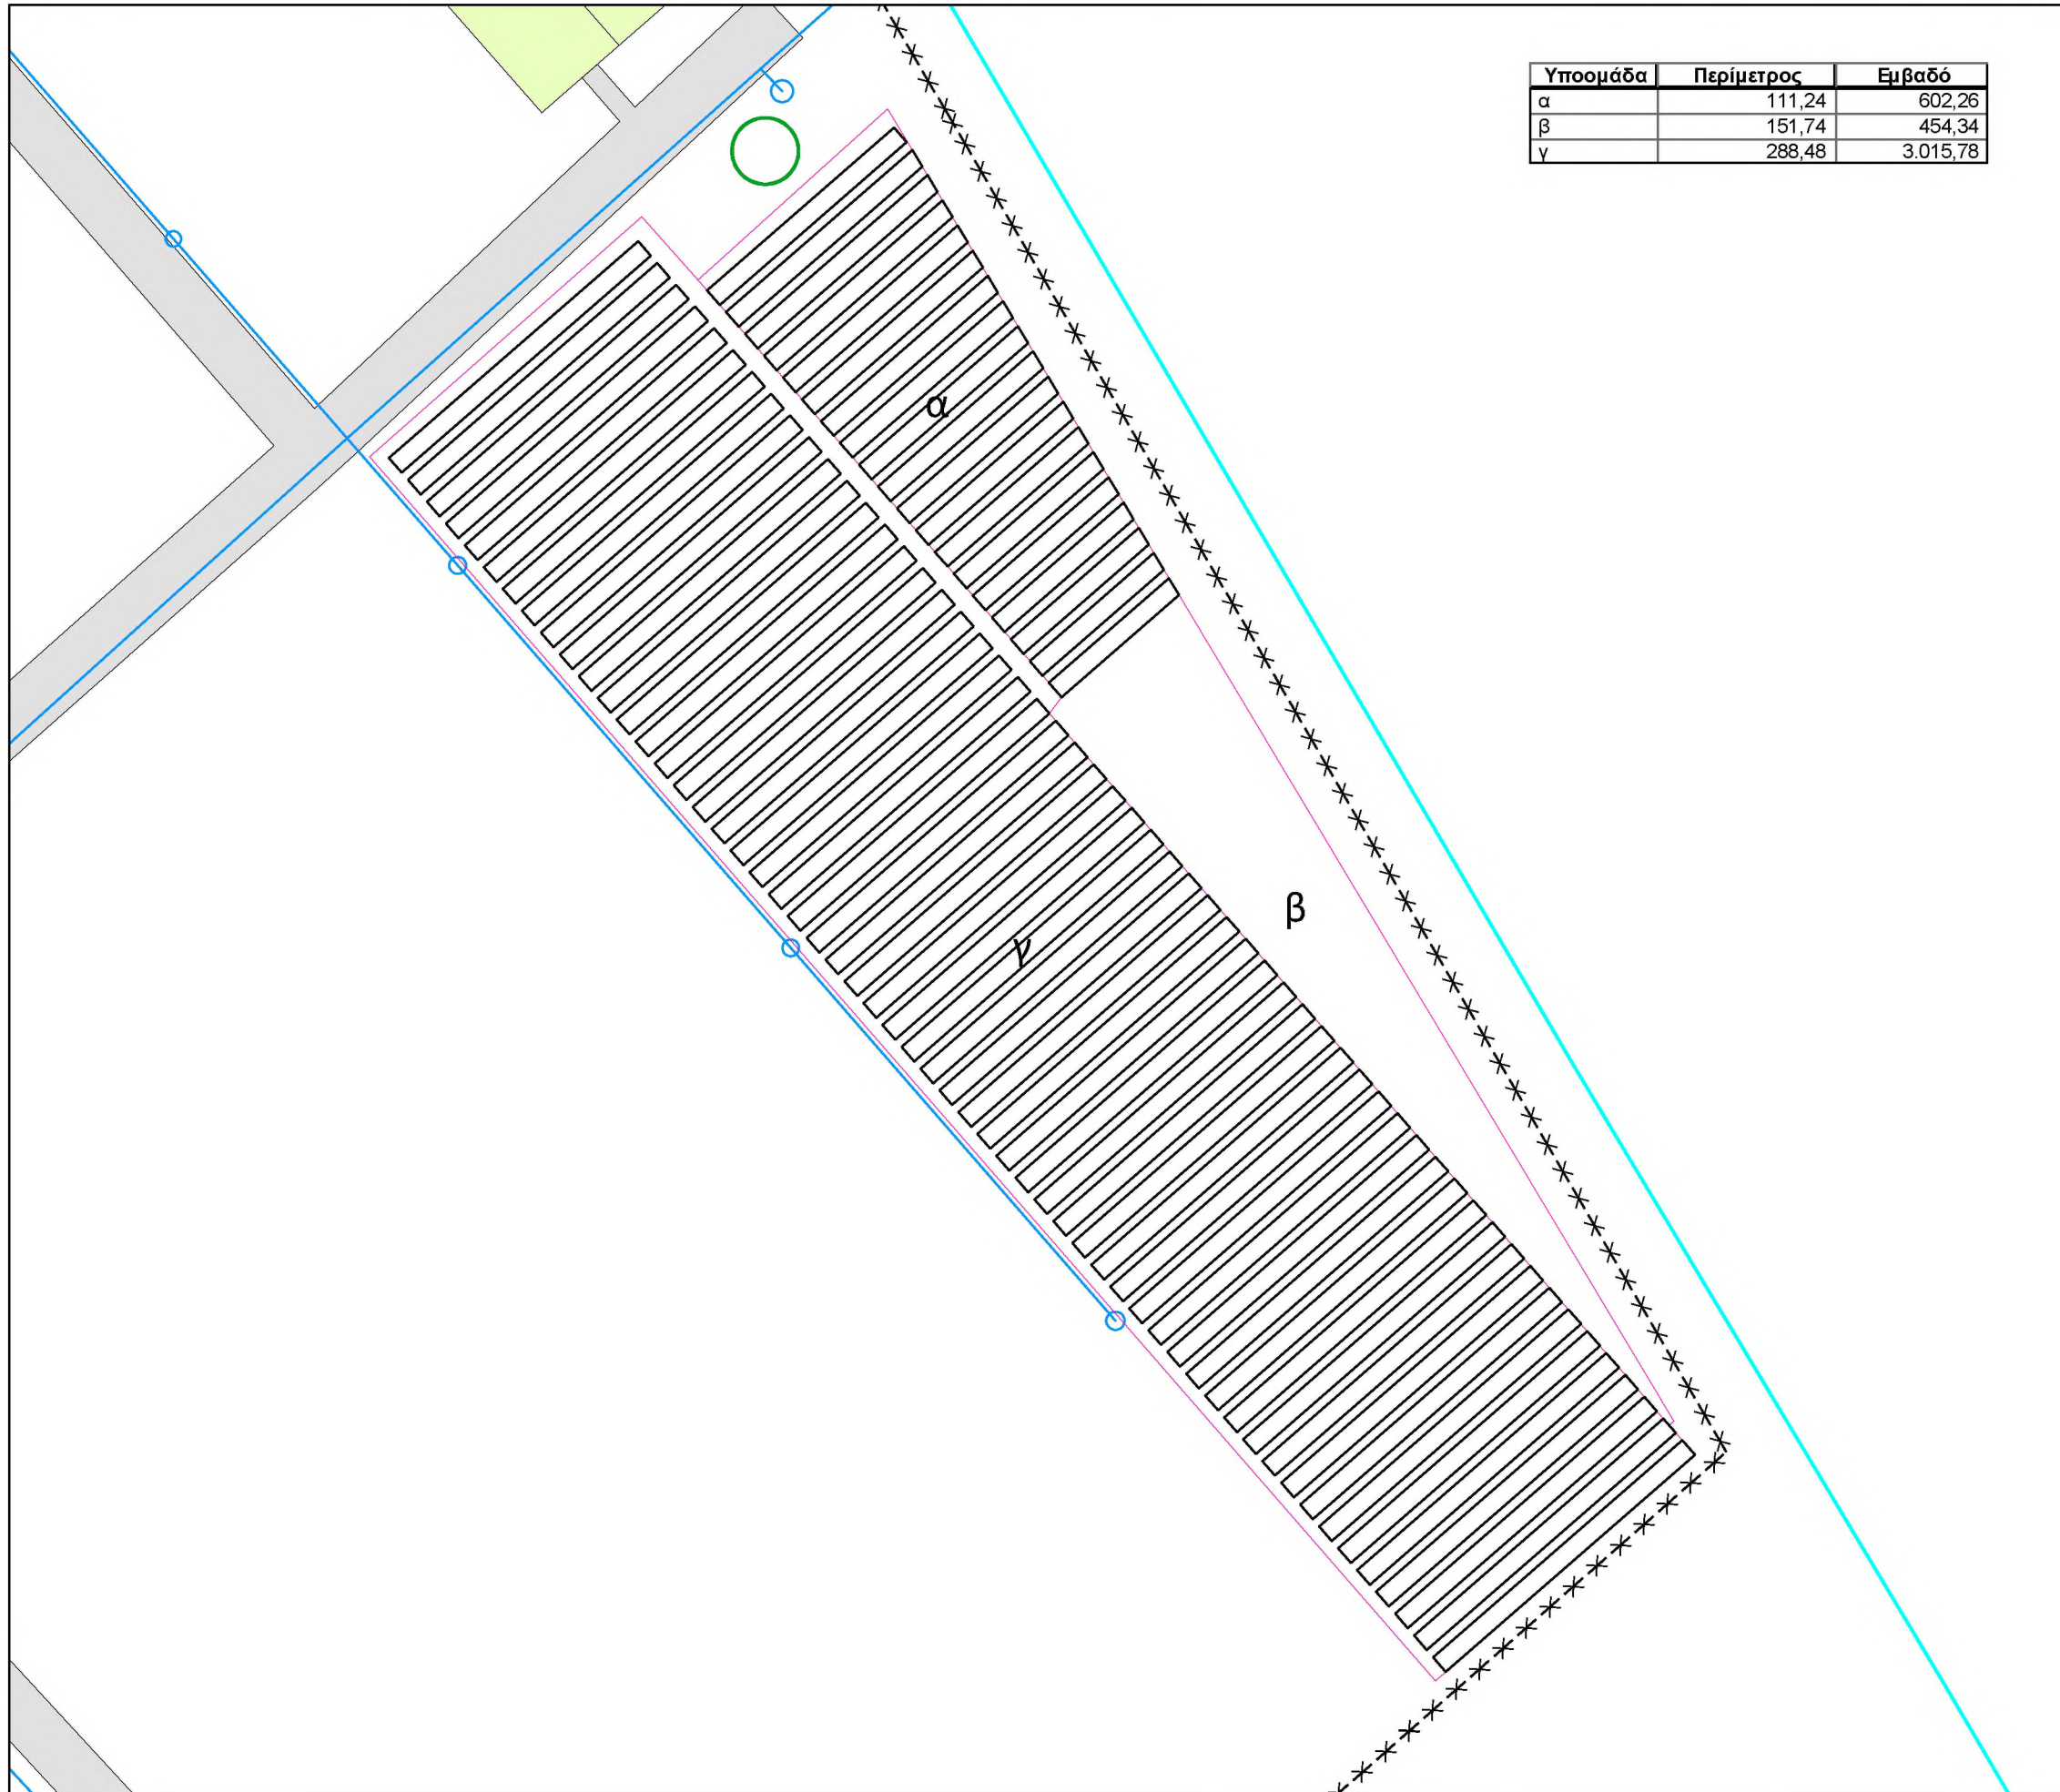 Υποομάδα Περίμετρος Εμβαδό
α 111,24 602,26
β 151,74 454,34
γ 288,48 3.015,78
α
β
γ